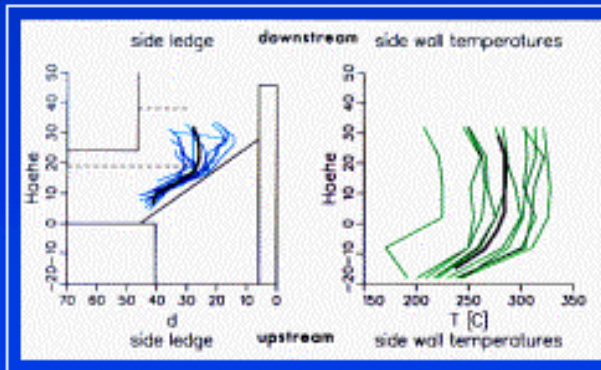 side ledge downstream side wall temperatures
50
40
30
20
10
0
-10
-20
Haehe
70 60 50 40 30 20 10 0
d
50
40
30
20
10
0
-10
-20
Haehe
150 200 250 300 350
T [C]
side ledge upstream side wall temperatures